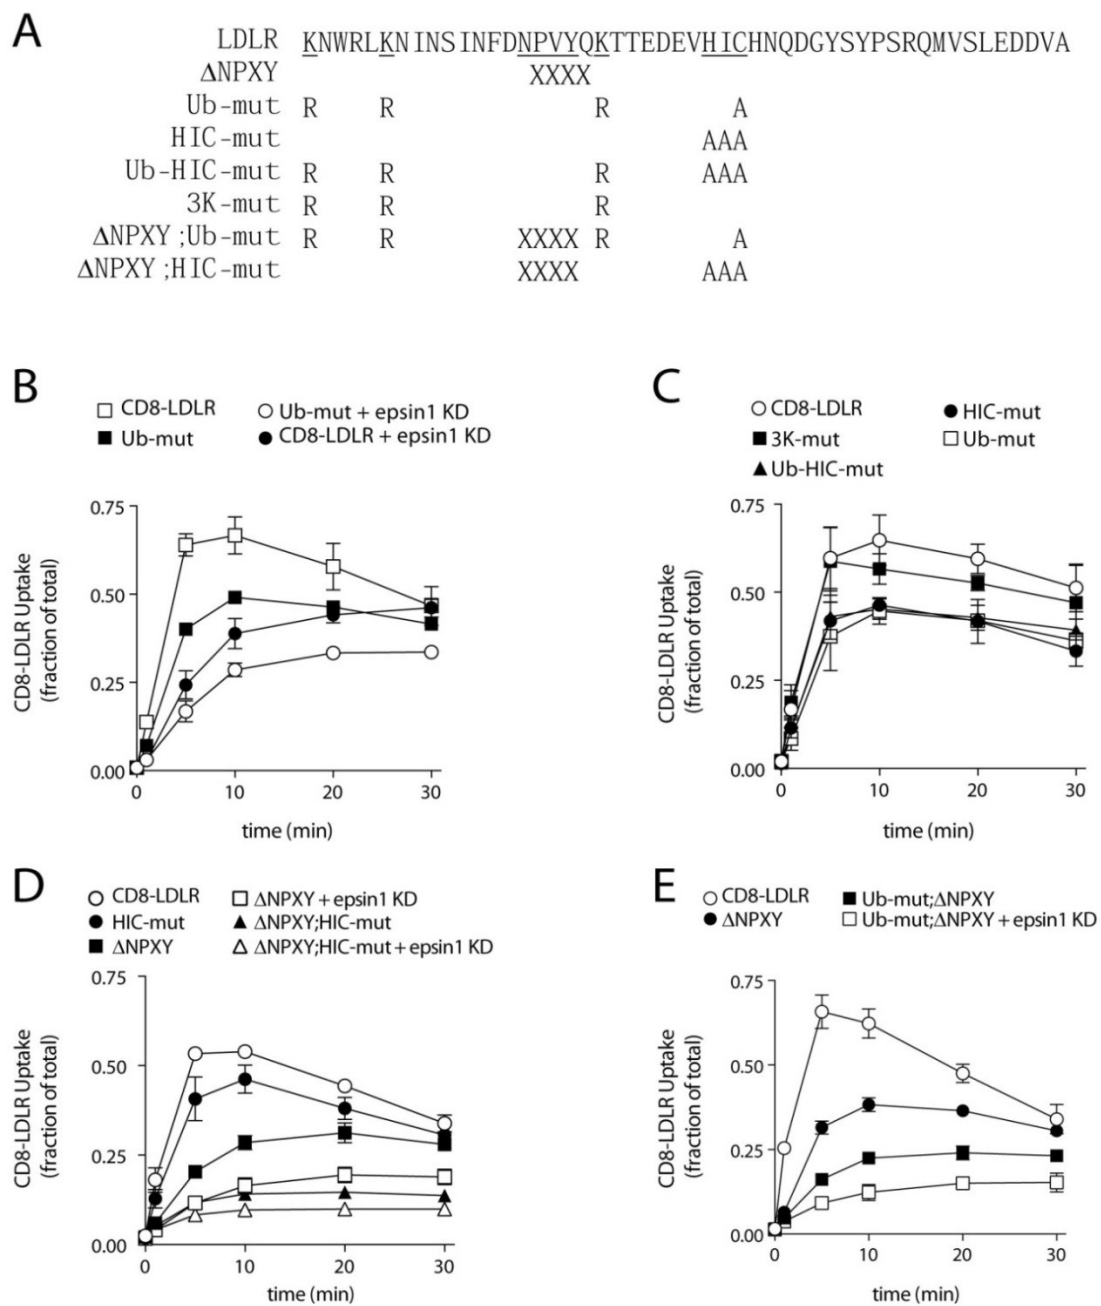 A
LDLR KNWRLKNINSINFDNPVYQKTTEDEVHICHNQDGYSYPSRQMVSLEDDVA
ΔNPXY XXXX
Ub-mut R R R A
HIC-mut AAA
Ub-HIC-mut R R R AAA
3K-mut R R R
ΔNPXY;Ub-mut R R XXXX R A
ΔNPXY;HIC-mut XXXX AAA
B
CD8-LDLR Ub-mut + epsin1 KD
Ub-mut CD8-LDLR + epsin1 KD
CD8-LDLR Uptake
(fraction of total)
0.75
0.50
0.25
0.00
0 10 20 30
time (min)
C
CD8-LDLR HIC-mut
3K-mut Ub-mut
Ub-HIC-mut
CD8-LDLR Uptake
(fraction of total)
0.75
0.50
0.25
0.00
0 10 20 30
time (min)
D
CD8-LDLR ΔNPXY + epsin1 KD
HIC-mut ΔNPXY;HIC-mut
ΔNPXY ΔNPXY;HIC-mut + epsin1 KD
CD8-LDLR Uptake
(fraction of total)
0.75
0.50
0.25
0.00
0 10 20 30
time (min)
E
CD8-LDLR Ub-mut;ΔNPXY
ΔNPXY Ub-mut;ΔNPXY + epsin1 KD
CD8-LDLR Uptake
(fraction of total)
0.75
0.50
0.25
0.00
0 10 20 30
time (min)